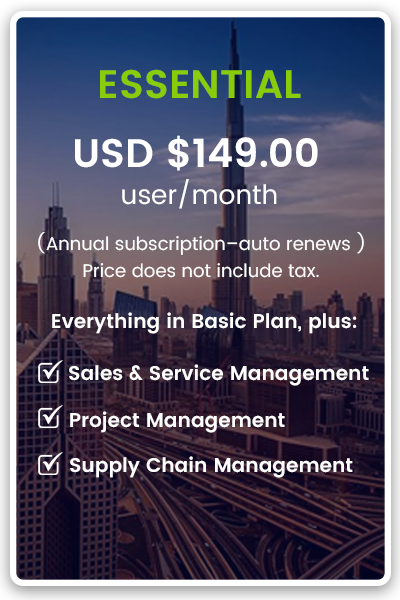 ESSENTIAL
USD $149.00
user/month
(Annual subscription–auto renews )
Price does not include tax.
Everything in Basic Plan, plus:
Sales & Service Management
Project Management
Supply Chain Management